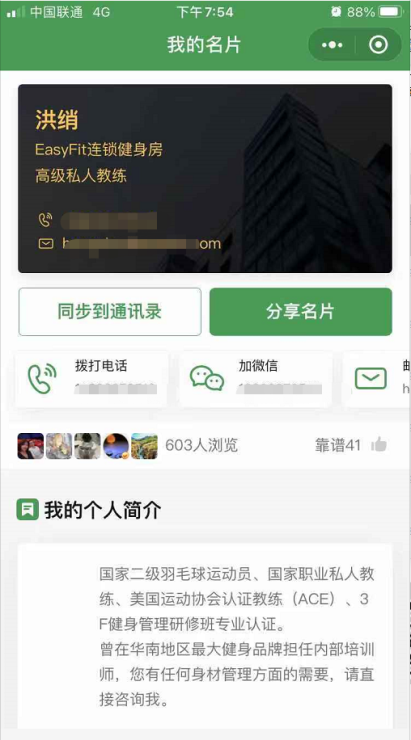 中国联通 4G 下午7:54 88%
我的名片
洪绡
EasyFit连锁健身房
高级私人教练
om
同步到通讯录 分享名片
拨打电话 加微信
603人浏览 靠谱41
我的个人简介
国家二级羽毛球运动员、国家职业私人教
练、美国运动协会认证教练（ACE）、3
F健身管理研修班专业认证。
曾在华南地区最大健身品牌担任内部培训
师，您有任何身材管理方面的需要，请直
接咨询我。